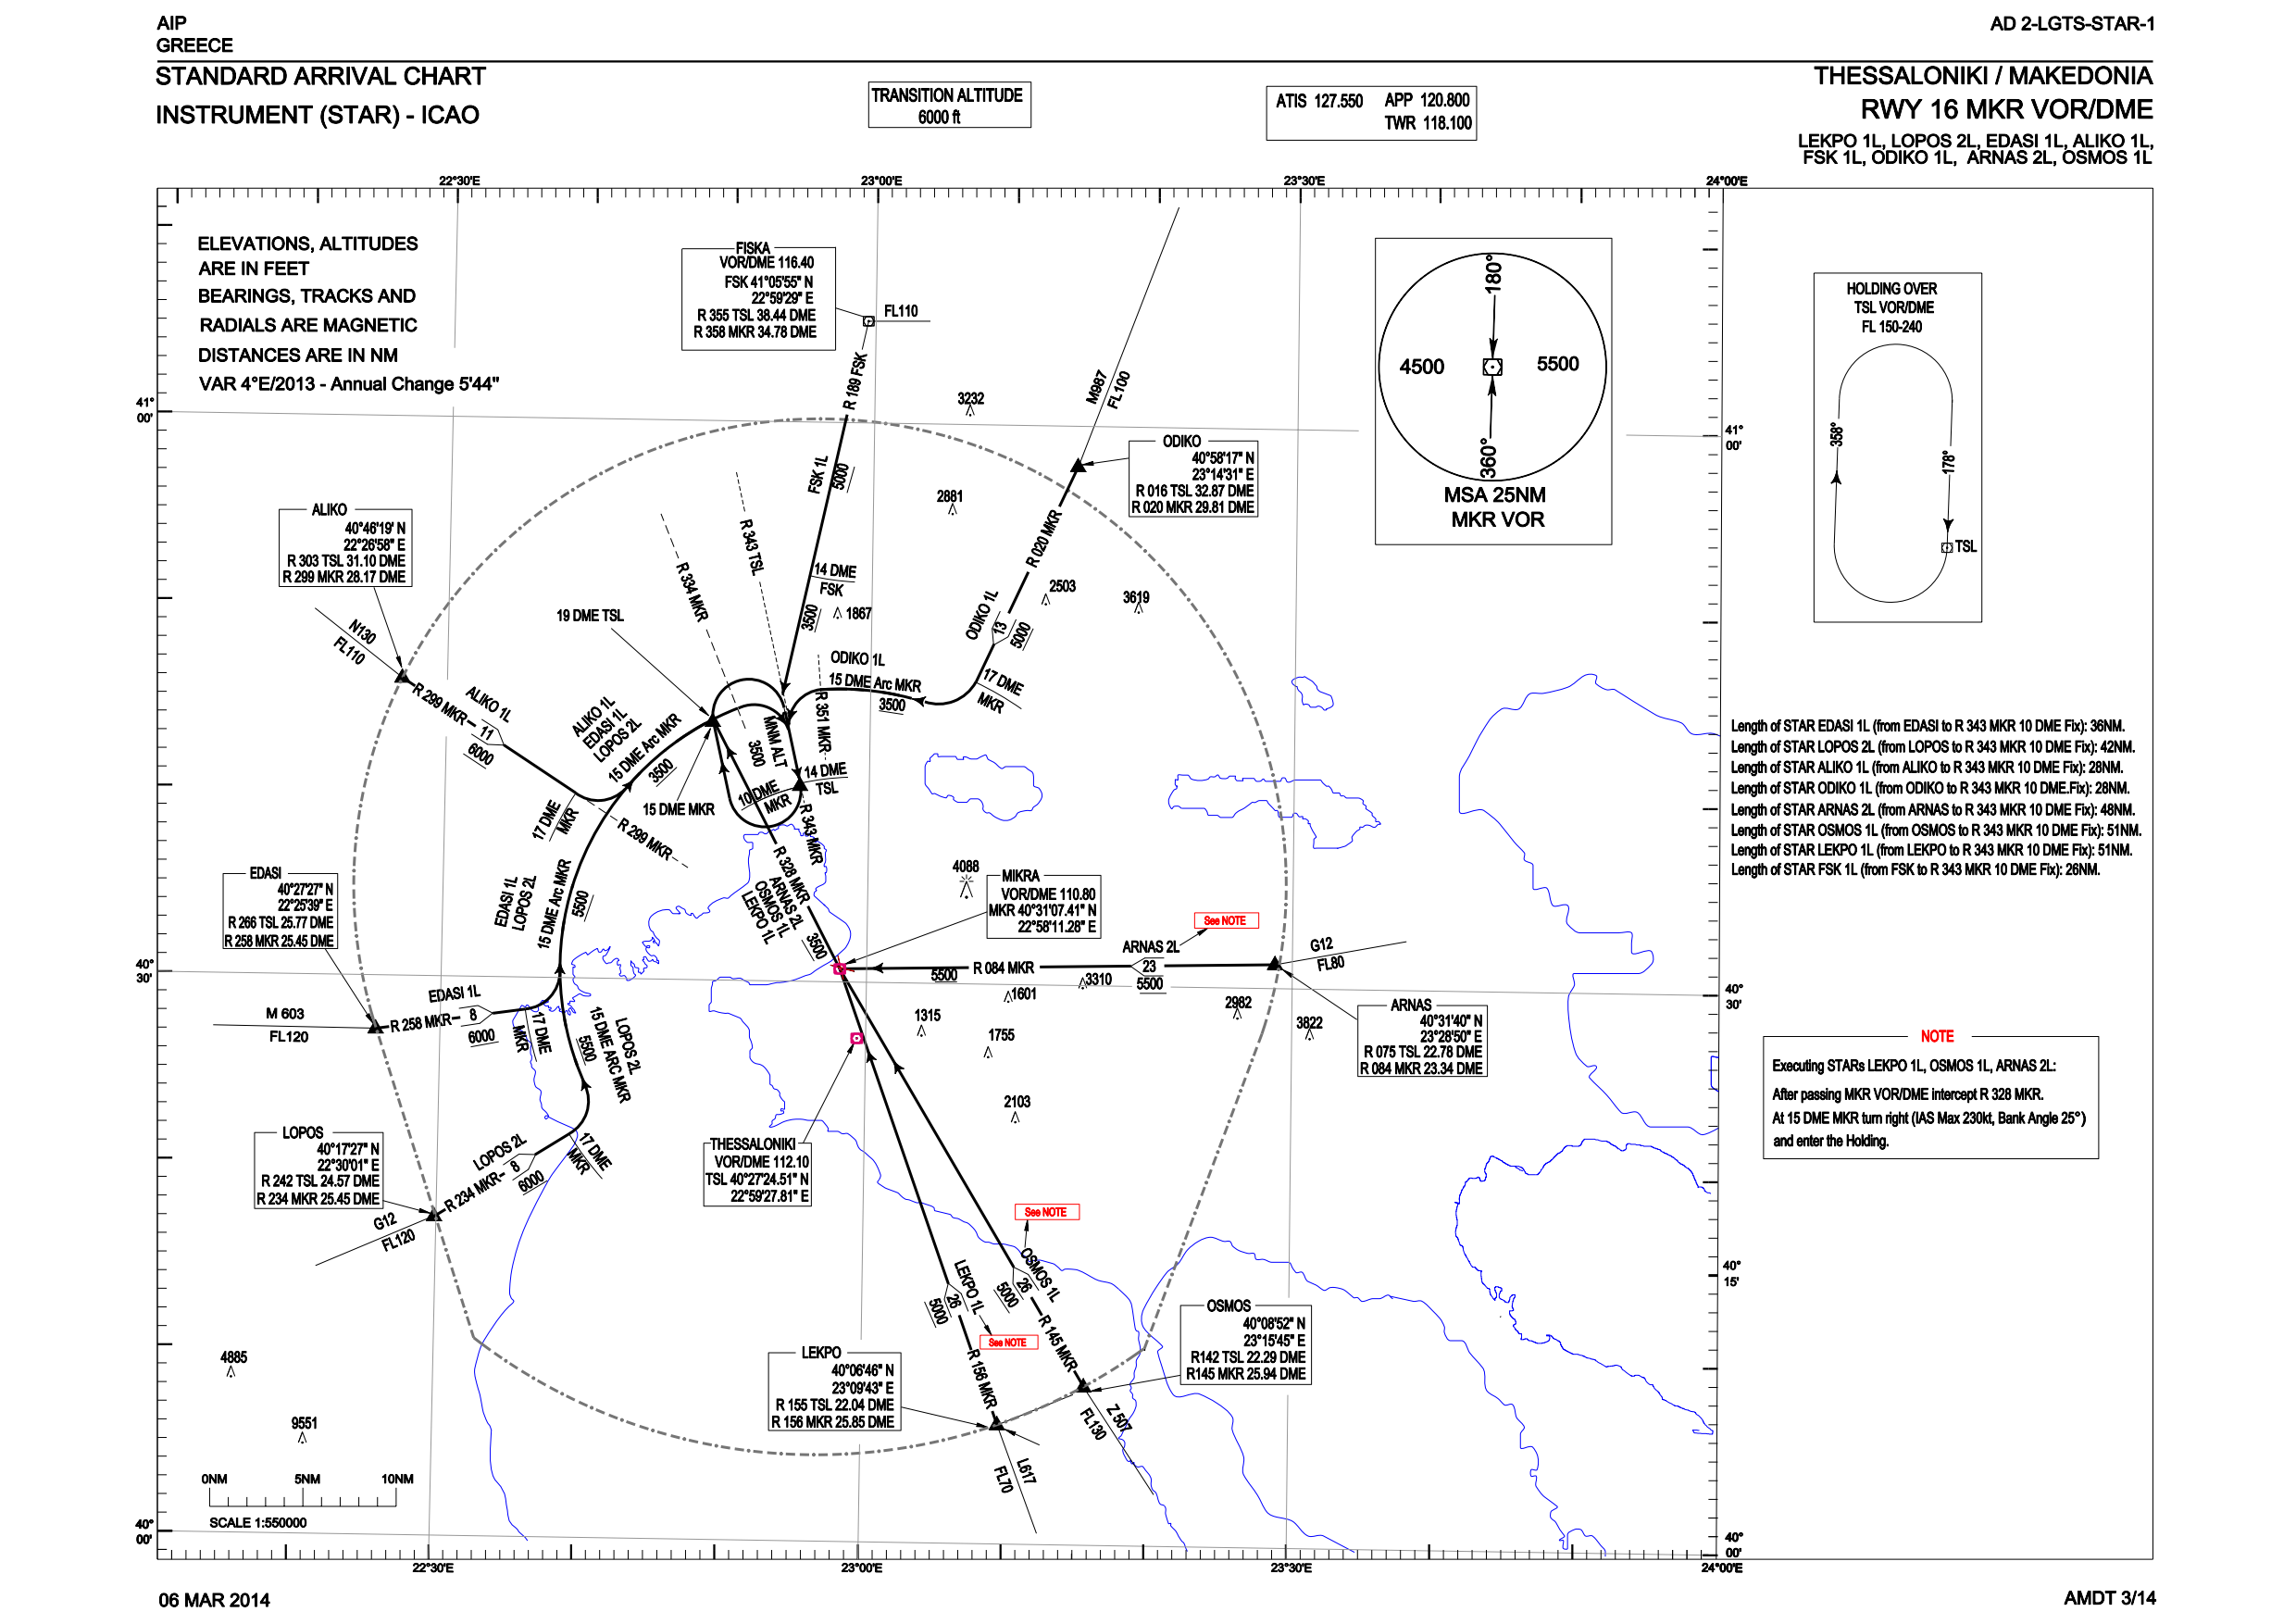 AIP
GREECE
AD 2-LGTS-STAR-1
STANDARD ARRIVAL CHART
INSTRUMENT (STAR) - ICAO
TRANSITION ALTITUDE
6000 ft
ATIS 127.550 APP 120.800
TWR 118.100
THESSALONIKI / MAKEDONIA
RWY 16 MKR VOR/DME
LEKPO 1L, LOPOS 2L, EDASI 1L, ALIKO 1L,
FSK 1L, ODIKO 1L, ARNAS 2L, OSMOS 1L
22°30'E
23°00'E
23°30'E
24°00'E
ELEVATIONS, ALTITUDES
ARE IN FEET
BEARINGS, TRACKS AND
RADIALS ARE MAGNETIC
DISTANCES ARE IN NM
VAR 4°E/2013 - Annual Change 5'44"
FISKA
VOR/DME 116.40
FSK 41°05'55" N
22°59'29" E
R 355 TSL 38.44 DME
R 358 MKR 34.78 DME
FL110
R 189 FSK
FSK 1L
5000
14 DME
FSK
3500
M987
FL100
3232
2881
2503
3619
1867
ODIKO
40°58'17" N
23°14'31" E
R 016 TSL 32.87 DME
R 020 MKR 29.81 DME
R 020 MKR
ODIKO 1L
13
5000
17 DME
MKR
ODIKO 1L
15 DME Arc MKR
3500
180°
4500
5500
360°
MSA 25NM
MKR VOR
HOLDING OVER
TSL VOR/DME
FL 150-240
358°
178°
TSL
41°
00'
41°
00'
ALIKO
40°46'19' N
22°26'58" E
R 303 TSL 31.10 DME
R 299 MKR 28.17 DME
N130
FL110
R 299 MKR
ALIKO 1L
11
6000
17 DME
MKR
R 299 MKR
R 334 MKR
R 343 TSL
R 351 MKR
19 DME TSL
15 DME MKR
ALIKO 1L
EDASI 1L
LOPOS 2L
15 DME Arc MKR
3500
MNM ALT
3500
10 DME
MKR
14 DME
TSL
R 343 MKR
R 328 MKR
ARNAS 2L
OSMOS 1L
LEKPO 1L
3500
Length of STAR EDASI 1L (from EDASI to R 343 MKR 10 DME Fix): 36NM.
Length of STAR LOPOS 2L (from LOPOS to R 343 MKR 10 DME Fix): 42NM.
Length of STAR ALIKO 1L (from ALIKO to R 343 MKR 10 DME Fix): 28NM.
Length of STAR ODIKO 1L (from ODIKO to R 343 MKR 10 DME.Fix): 28NM.
Length of STAR ARNAS 2L (from ARNAS to R 343 MKR 10 DME Fix): 48NM.
Length of STAR OSMOS 1L (from OSMOS to R 343 MKR 10 DME Fix): 51NM.
Length of STAR LEKPO 1L (from LEKPO to R 343 MKR 10 DME Fix): 51NM.
Length of STAR FSK 1L (from FSK to R 343 MKR 10 DME Fix): 26NM.
EDASI
40°27'27" N
22°25'39" E
R 266 TSL 25.77 DME
R 258 MKR 25.45 DME
EDASI 1L
LOPOS 2L
15 DME Arc MKR
5500
4088
MIKRA
VOR/DME 110.80
MKR 40°31'07.41" N
22°58'11.28" E
See NOTE
ARNAS 2L
R 084 MKR
5500
23
5500
G12
FL80
40°
30'
40°
30'
M 603
FL120
EDASI 1L
R 258 MKR
8
6000
17 DME
MKR
LOPOS 2L
15 DME ARC MKR
5500
3310
1601
1315
1755
2982
3822
2103
ARNAS
40°31'40" N
23°28'50" E
R 075 TSL 22.78 DME
R 084 MKR 23.34 DME
NOTE
Executing STARs LEKPO 1L, OSMOS 1L, ARNAS 2L:
After passing MKR VOR/DME intercept R 328 MKR.
At 15 DME MKR turn right (IAS Max 230kt, Bank Angle 25°)
and enter the Holding.
LOPOS
40°17'27" N
22°30'01" E
R 242 TSL 24.57 DME
R 234 MKR 25.45 DME
G12
FL120
R 234 MKR
LOPOS 2L
8
6000
17 DME
MKR
THESSALONIKI
VOR/DME 112.10
TSL 40°27'24.51" N
22°59'27.81" E
See NOTE
OSMOS 1L
26
5000
R 145 MKR
LEKPO 1L
26
5000
See NOTE
R 156 MKR
40°
15'
OSMOS
40°08'52" N
23°15'45" E
R142 TSL 22.29 DME
R145 MKR 25.94 DME
LEKPO
40°06'46" N
23°09'43" E
R 155 TSL 22.04 DME
R 156 MKR 25.85 DME
Z 507
FL130
L617
FL70
4885
9551
0NM 5NM 10NM
SCALE 1:550000
40°
00'
40°
00'
22°30'E
23°00'E
23°30'E
24°00'E
06 MAR 2014
AMDT 3/14